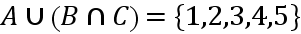 A ∪ (B ∩ C) = {1,2,3,4,5}